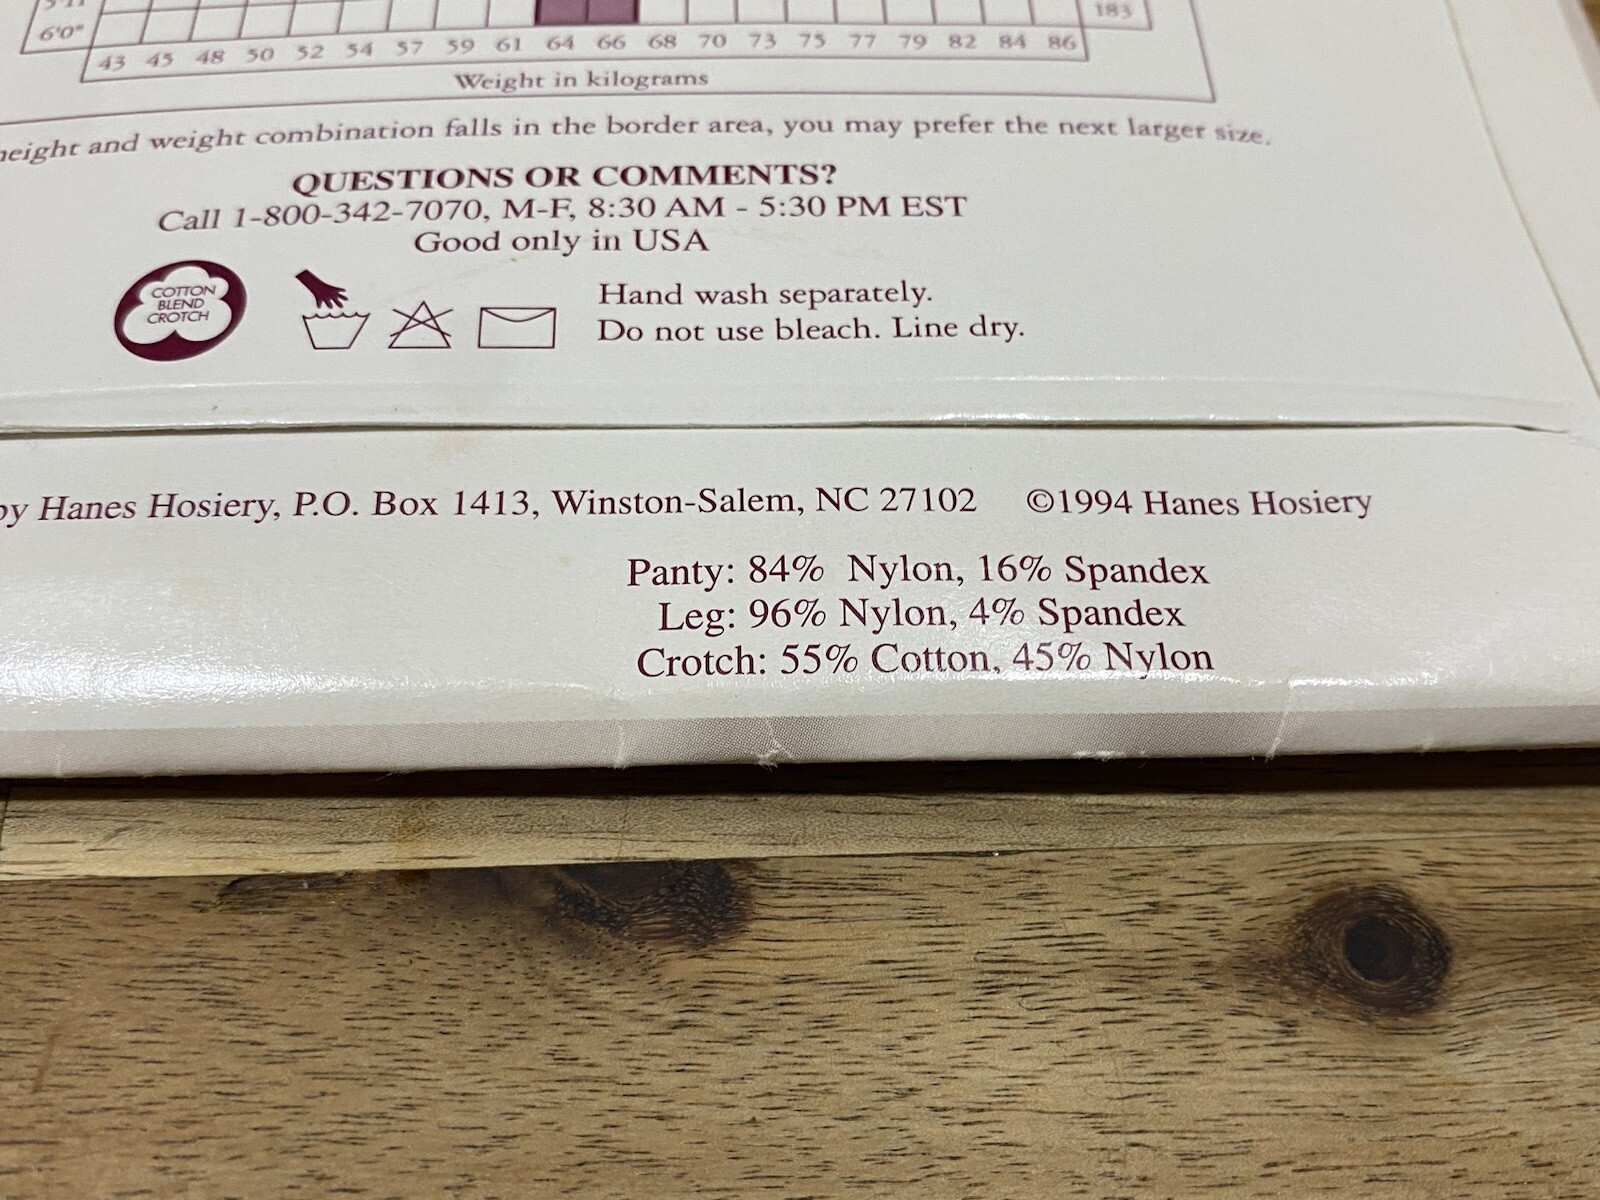 183
6'0"
43 45 48 50 52 54 57 59 61 64 66 68 70 73 75 77 79 82 84 86
Weight in kilograms
height and weight combination falls in the border area, you may prefer the next larger size.
QUESTIONS OR COMMENTS?
Call 1-800-342-7070, M-F, 8:30 AM - 5:30 PM EST
Good only in USA
COTTON
BLEND
CROTCH
Hand wash separately.
Do not use bleach. Line dry.
by Hanes Hosiery, P.O. Box 1413, Winston-Salem, NC 27102 ©1994 Hanes Hosiery
Panty: 84% Nylon, 16% Spandex
Leg: 96% Nylon, 4% Spandex
Crotch: 55% Cotton, 45% Nylon